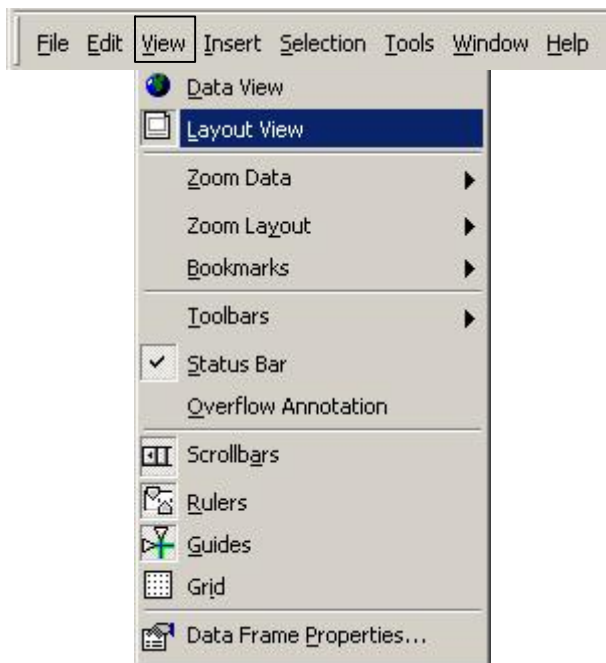 File Edit View Insert Selection Tools Window Help
Data View
Layout View
Zoom Data
Zoom Layout
Bookmarks
Toolbars
Status Bar
Overflow Annotation
Scrollbars
Rulers
Guides
Grid
Data Frame Properties...